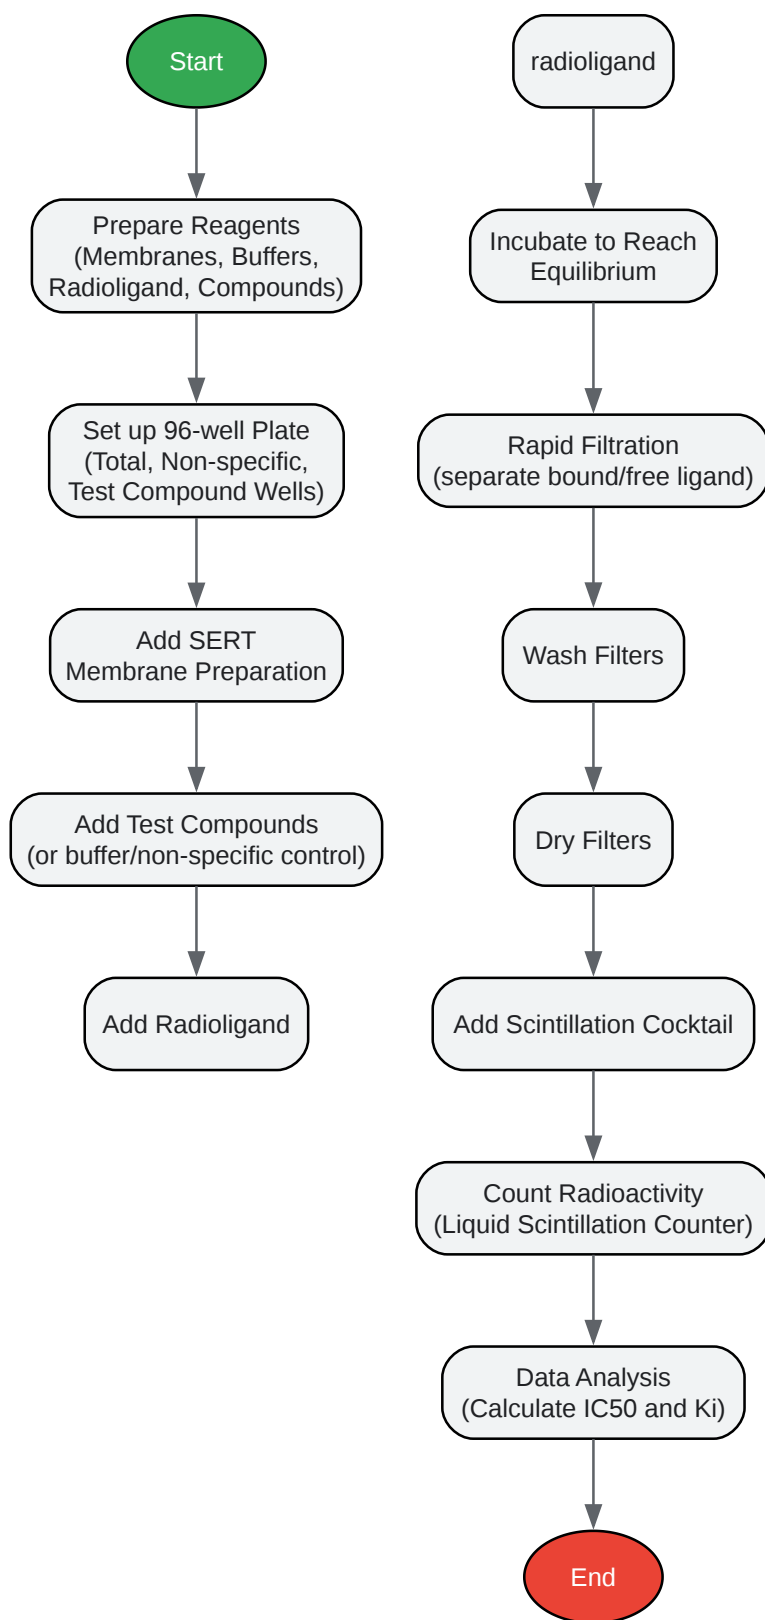 Start
Prepare Reagents
(Membranes, Buffers,
Radioligand, Compounds)
Set up 96-well Plate
(Total, Non-specific,
Test Compound Wells)
Add SERT
Membrane Preparation
Add Test Compounds
(or buffer/non-specific control)
Add Radioligand
radioligand
Incubate to Reach
Equilibrium
Rapid Filtration
(separate bound/free ligand)
Wash Filters
Dry Filters
Add Scintillation Cocktail
Count Radioactivity
(Liquid Scintillation Counter)
Data Analysis
(Calculate IC50 and Ki)
End